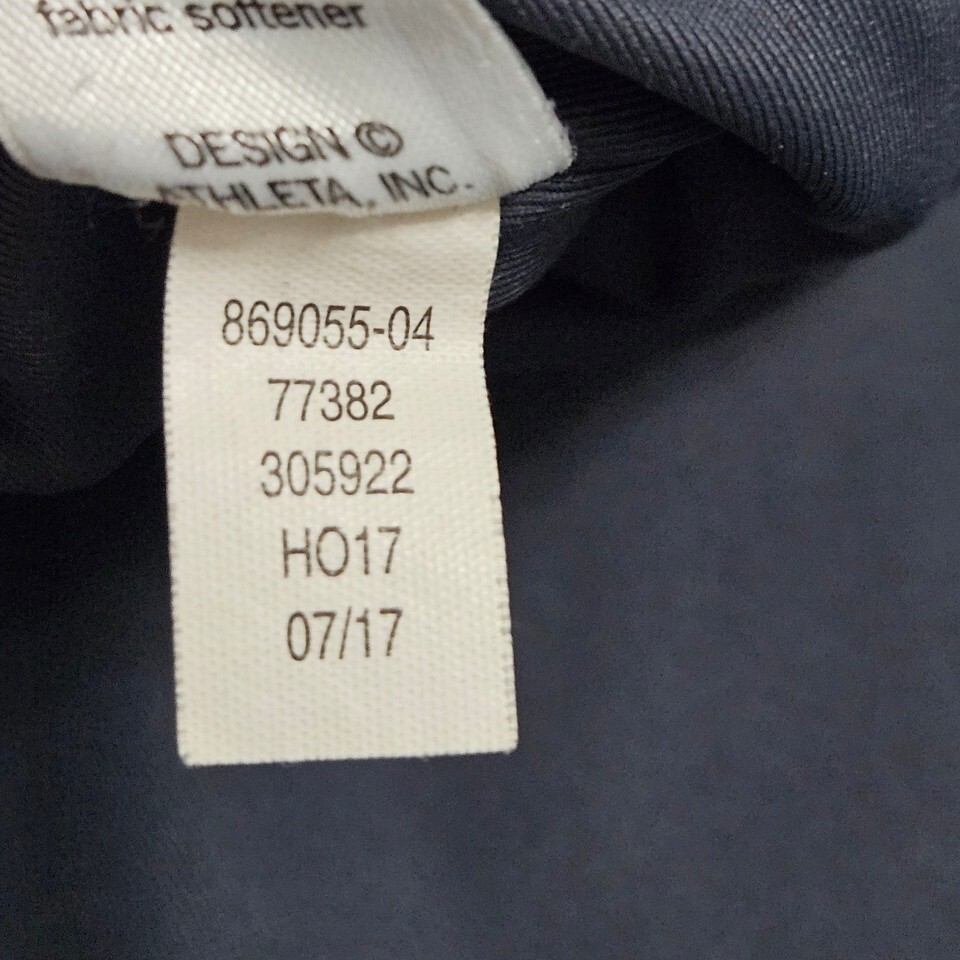 fabric softener
DESIGN ©
ATHLETA, INC.
869055-04
77382
305922
HO17
07/17